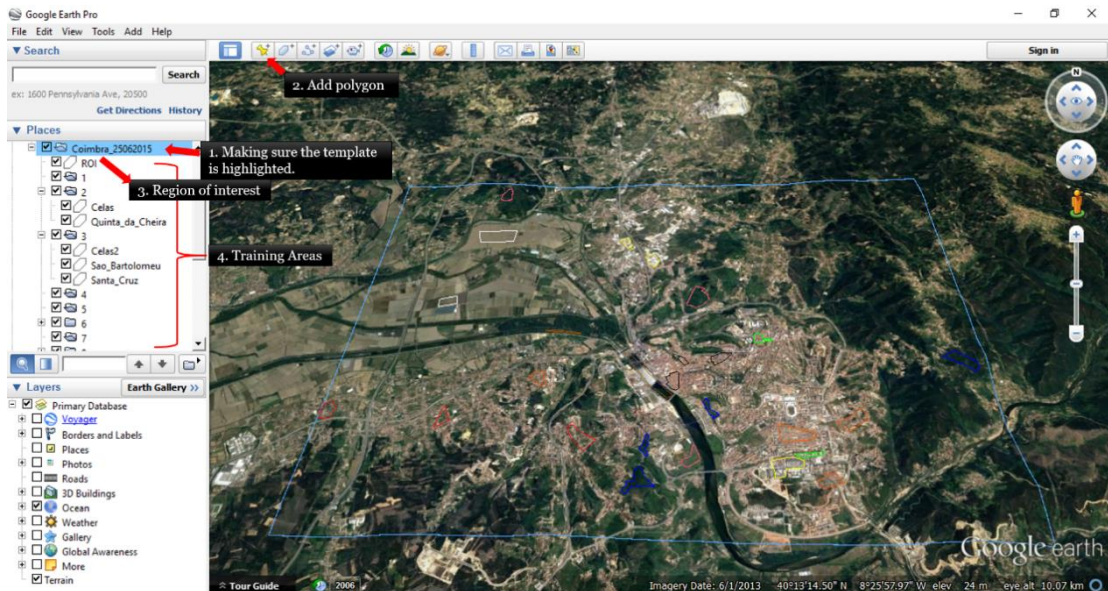 Google Earth Pro
File Edit View Tools Add Help
Search
Sign in
Search
2. Add polygon
ex: 1600 Pennsylvania Ave, 20500
Get Directions History
N
Places
Coimbra_25062015
1. Making sure the template
is highlighted.
ROI
1
3. Region of interest
2
Celas
Quinta_da_Cheira
3
Celas2
4. Training Areas
Sao_Bartolomeu
Santa_Cruz
4
5
6
7
Layers
Earth Gallery >>
Primary Database
Voyager
Borders and Labels
Places
Photos
Roads
3D Buildings
Ocean
Weather
Gallery
Global Awareness
More
Terrain
Google earth
Tour Guide 2006 Imagery Date: 6/1/2013 40°13'14.50" N 8°25'57.97" W elev 24 m eye alt 10.07 km